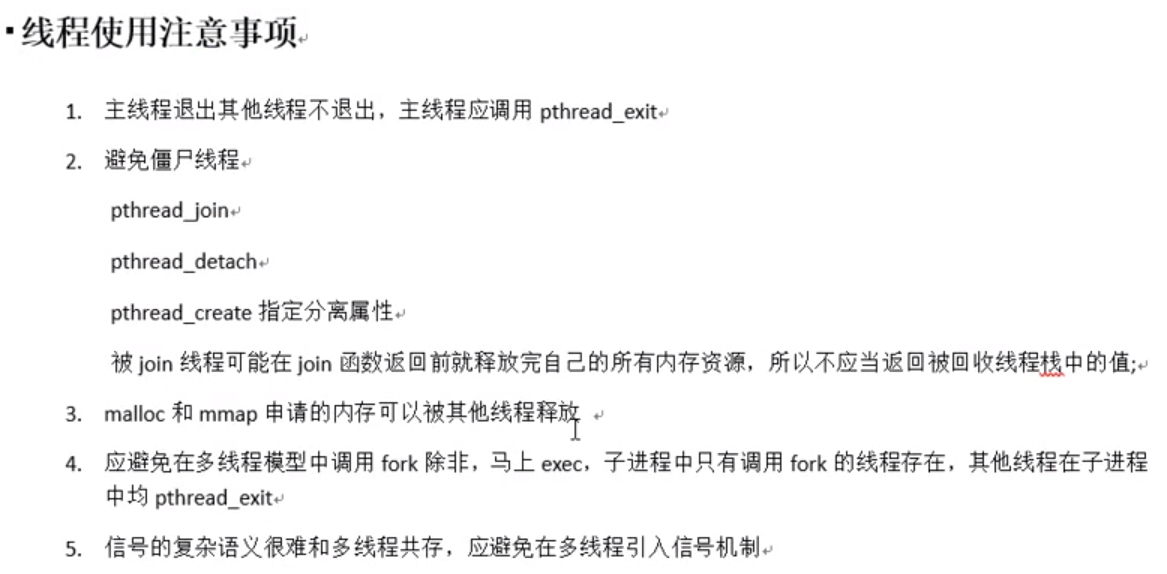 ▪线程使用注意事项
1. 主线程退出其他线程不退出，主线程应调用 pthread_exit
2. 避免僵尸线程
pthread_join
pthread_detach
pthread_create 指定分离属性
被 join 线程可能在 join 函数返回前就释放完自己的所有内存资源，所以不应当返回被回收线程栈中的值;
3. malloc 和 mmap 申请的内存可以被其他线程释放
4. 应避免在多线程模型中调用 fork 除非，马上 exec，子进程中只有调用 fork 的线程存在，其他线程在子进程
中均 pthread_exit
5. 信号的复杂语义很难和多线程共存，应避免在多线程引入信号机制